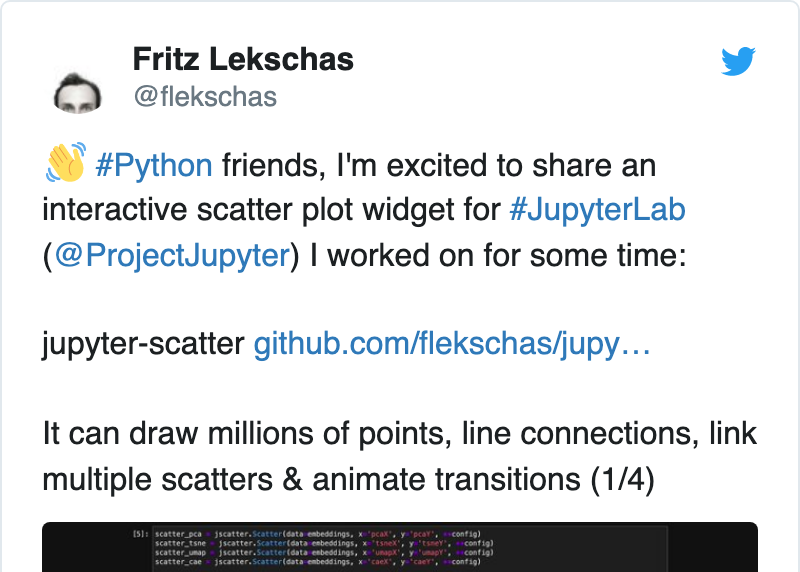 Fritz Lekschas
@flekschas
👋 #Python friends, I'm excited to share an
interactive scatter plot widget for #JupyterLab
(@ProjectJupyter) I worked on for some time:
jupyter-scatter github.com/flekschas/jupy…
It can draw millions of points, line connections, link
multiple scatters & animate transitions (1/4)
[5]: scatter_pca = jscatter.Scatter(data=embeddings, x='pcaX', y='pcaY', **config)
scatter_tsne = jscatter.Scatter(data=embeddings, x='tsneX', y='tsneY', **config)
scatter_umap = jscatter.Scatter(data=embeddings, x='umapX', y='umapY', **config)
scatter_cae = jscatter.Scatter(data=embeddings, x='caeX', y='caeY', **config)